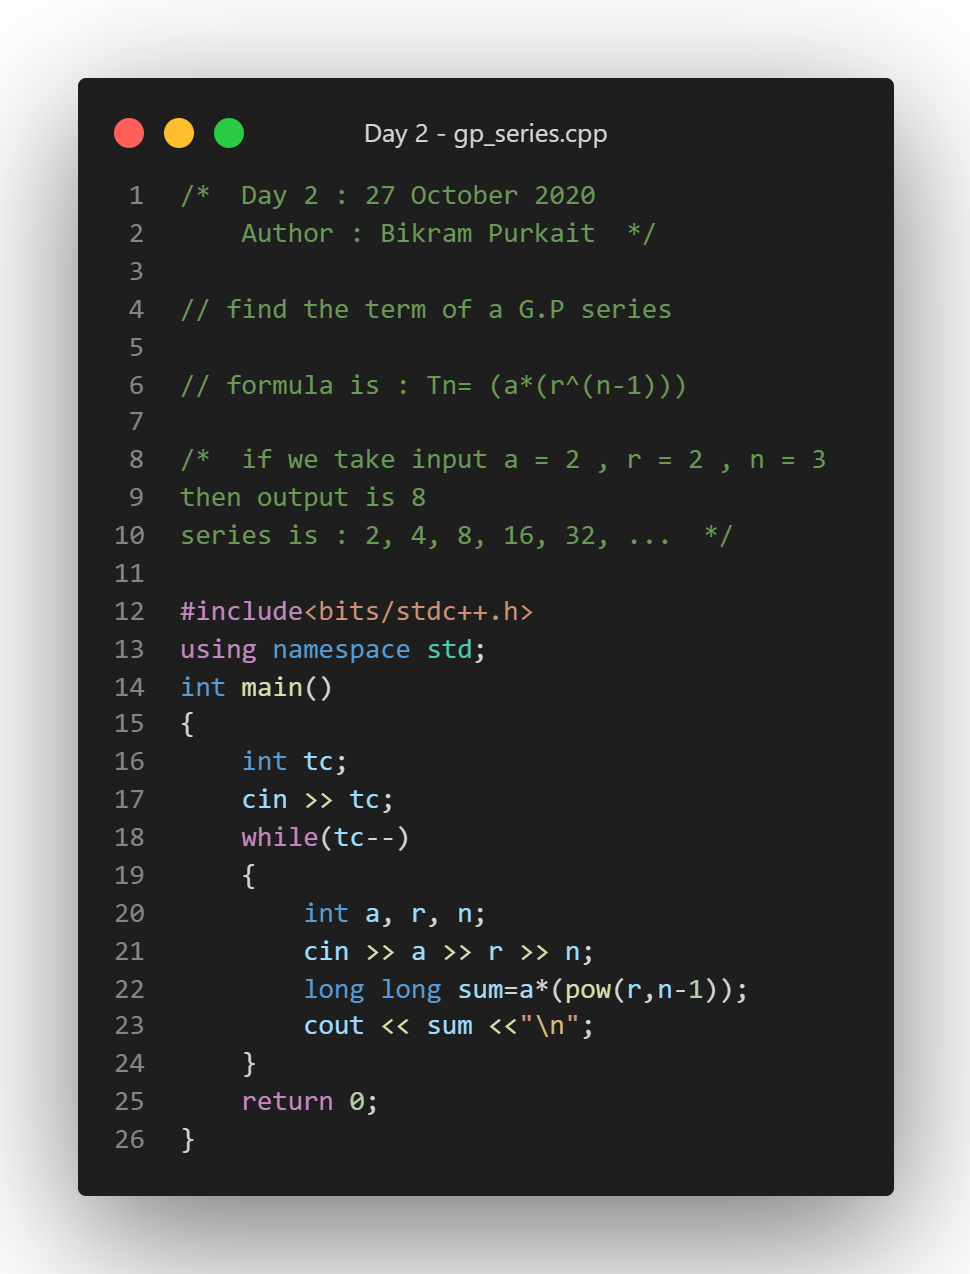 Day 2 - gp_series.cpp
1 /*  Day 2 : 27 October 2020
2     Author : Bikram Purkait  */
3
4 // find the term of a G.P series
5
6 // formula is : Tn= (a*(r^(n-1)))
7
8 /*  if we take input a = 2 , r = 2 , n = 3
9 then output is 8
10 series is : 2, 4, 8, 16, 32, ...  */
11
12 #include<bits/stdc++.h>
13 using namespace std;
14 int main()
15 {
16     int tc;
17     cin >> tc;
18     while(tc--)
19     {
20         int a, r, n;
21         cin >> a >> r >> n;
22         long long sum=a*(pow(r,n-1));
23         cout << sum <<"\n";
24     }
25     return 0;
26 }